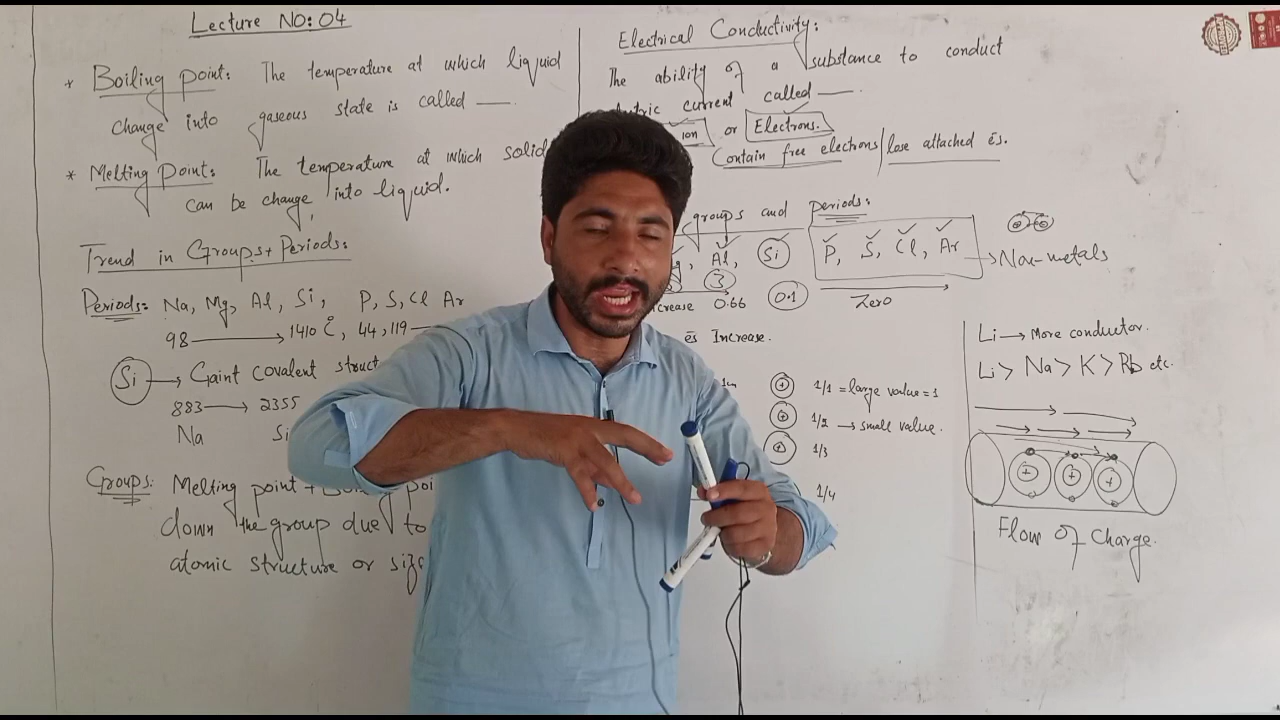 Lecture NO: 04
* Boiling point: The temperature at which liquid
change into gaseous state is called —.
* Melting point: The temperature at which solid
can be change into liquid.
Trend in Groups + Periods:
Periods: Na, Mg, Al, Si, P, S, Cl Ar
98 → 1410 C, 44, 119
Si → Gaint covalent struct
883 → 2355
Na Si
Groups: Melting point +
down the group due to
atomic structure or size
Electrical Conductivity:
The ability of a substance to conduct
current called —.
ion or Electrons.
Contain free electrons / lose attached es.
groups and periods:
Al, Si P, S, Cl, Ar → Non-metals
3
0.66 0.1 Zero
es Increase.
+ 1/1 = large value = 1
+ 1/2 → small value.
+ 1/3
1/4
Li → More conductor.
Li > Na > K > Rb etc.
+ + +
Flow of charge.